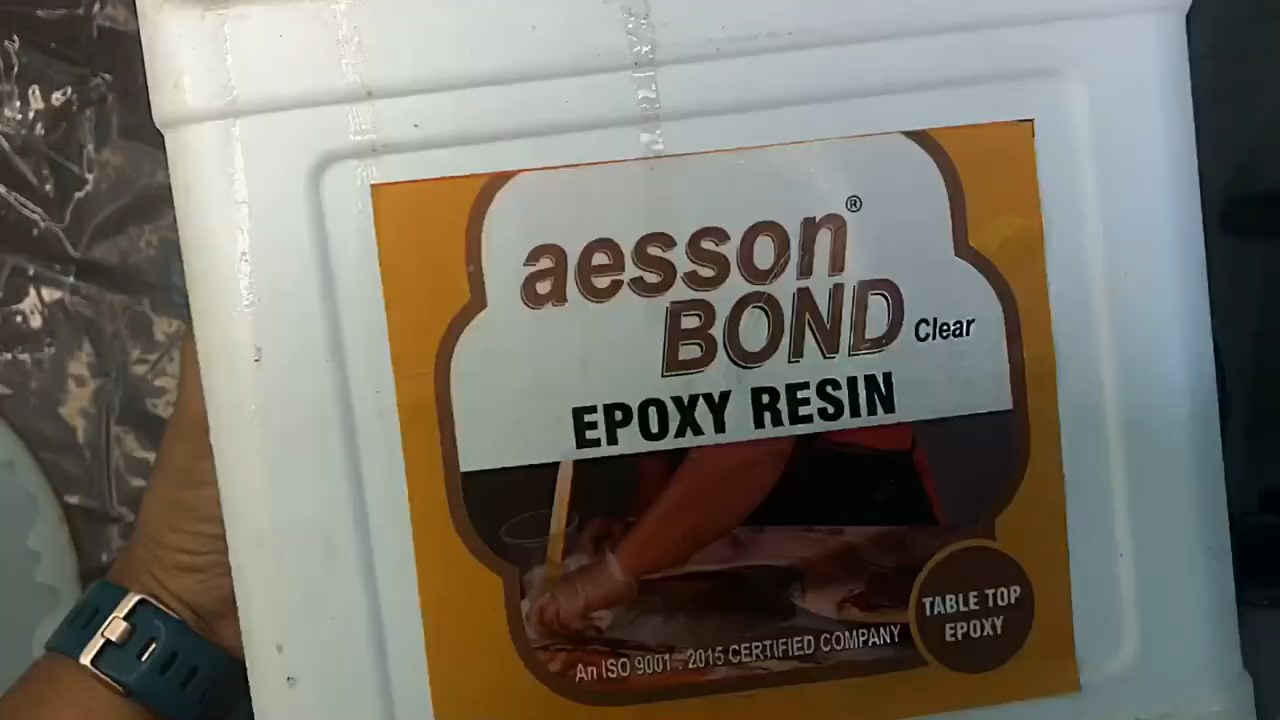 aesson®
BOND Clear
EPOXY RESIN
TABLE TOP
EPOXY
An ISO 9001 : 2015 CERTIFIED COMPANY